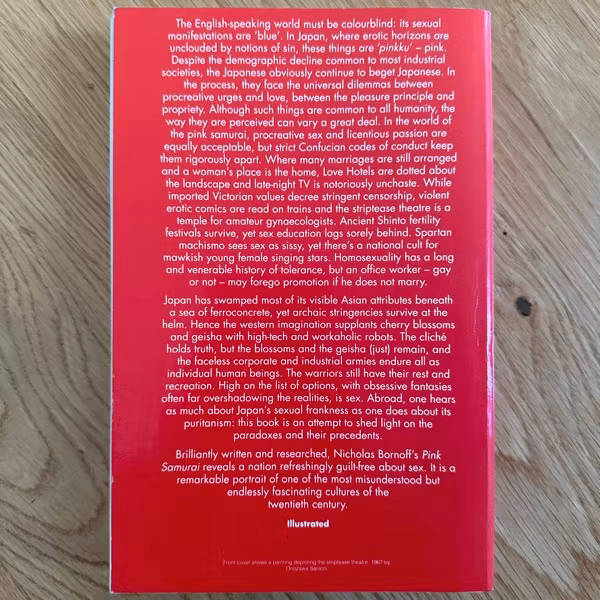 The English-speaking world must be colourblind: its sexual
manifestations are 'blue'. In Japan, where erotic horizons are
unclouded by notions of sin, these things are 'pinkku' – pink.
Despite the demographic decline common to most industrial
societies, the Japanese obviously continue to beget Japanese. In
the process, they face the universal dilemmas between
procreative urges and love, between the pleasure principle and
propriety. Although such things are common to all humanity, the
way they are perceived can vary a great deal. In the world of
the pink samurai, procreative sex and licentious passion are
equally acceptable, but strict Confucian codes of conduct keep
them rigorously apart. Where many marriages are still arranged
and a woman's place is the home, Love Hotels are dotted about
the landscape and late-night TV is notoriously unchaste. While
imported Victorian values decree stringent censorship, violent
erotic comics are read on trains and the striptease theatre is a
temple for amateur gynaecologists. Ancient Shinto fertility
festivals survive, yet sex education lags sorely behind. Spartan
machismo sees sex as sissy, yet there's a national cult for
mawkish young female singing stars. Homosexuality has a long
and venerable history of tolerance, but an office worker – gay
or not – may forego promotion if he does not marry.
Japan has swamped most of its visible Asian attributes beneath
a sea of ferroconcrete, yet archaic stringencies survive at the
helm. Hence the western imagination supplants cherry blossoms
and geisha with high-tech and workaholic robots. The cliché
holds truth, but the blossoms and the geisha (just) remain, and
the faceless corporate and industrial armies endure all as
individual human beings. The warriors still have their rest and
recreation. High on the list of options, with obsessive fantasies
often far overshadowing the realities, is sex. Abroad, one hears
as much about Japan's sexual frankness as one does about its
puritanism: this book is an attempt to shed light on the
paradoxes and their precedents.
Brilliantly written and researched, Nicholas Bornoff's Pink
Samurai reveals a nation refreshingly guilt-free about sex. It is a
remarkable portrait of one of the most misunderstood but
endlessly fascinating cultures of the
twentieth century.
Illustrated
Front cover shows a painting depicting the striptease theatre 1967 by
Onozawa Sanichi